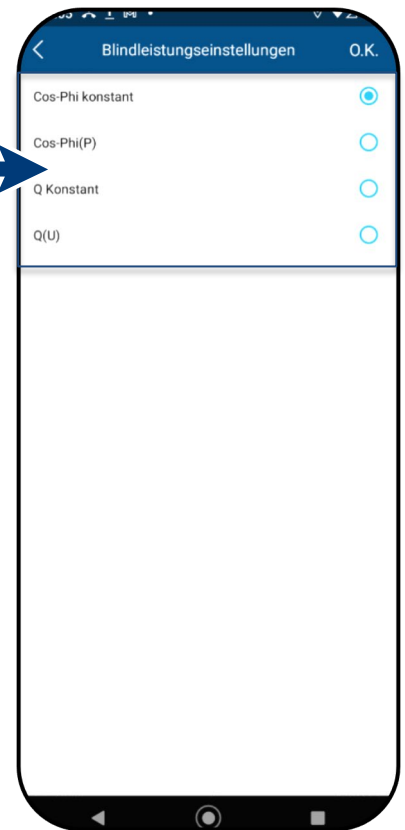 Blindleistungseinstellungen O.K.
Cos-Phi konstant
Cos-Phi(P)
Q Konstant
Q(U)